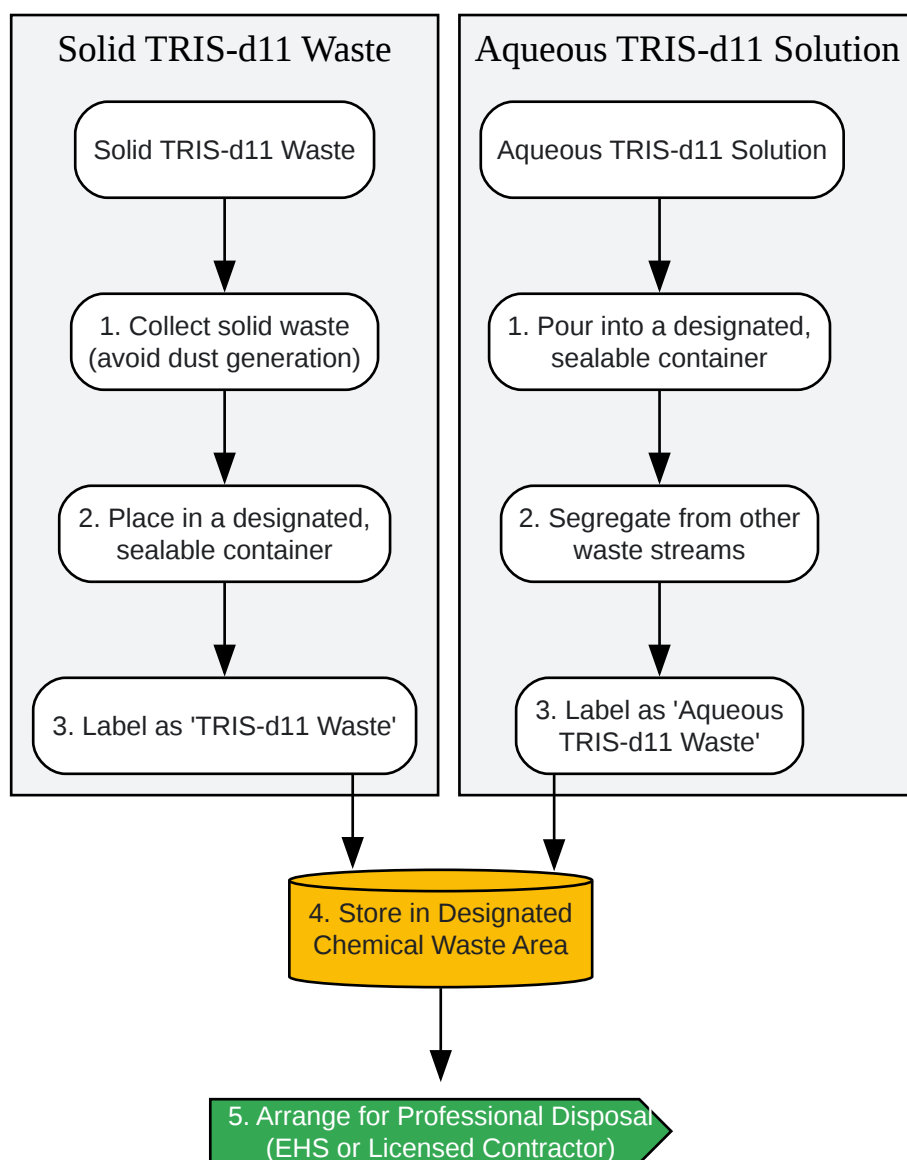 Solid TRIS-d11 Waste
Solid TRIS-d11 Waste
1. Collect solid waste
(avoid dust generation)
2. Place in a designated,
sealable container
3. Label as 'TRIS-d11 Waste'
Aqueous TRIS-d11 Solution
Aqueous TRIS-d11 Solution
1. Pour into a designated,
sealable container
2. Segregate from other
waste streams
3. Label as 'Aqueous
TRIS-d11 Waste'
4. Store in Designated
Chemical Waste Area
5. Arrange for Professional Disposal
(EHS or Licensed Contractor)